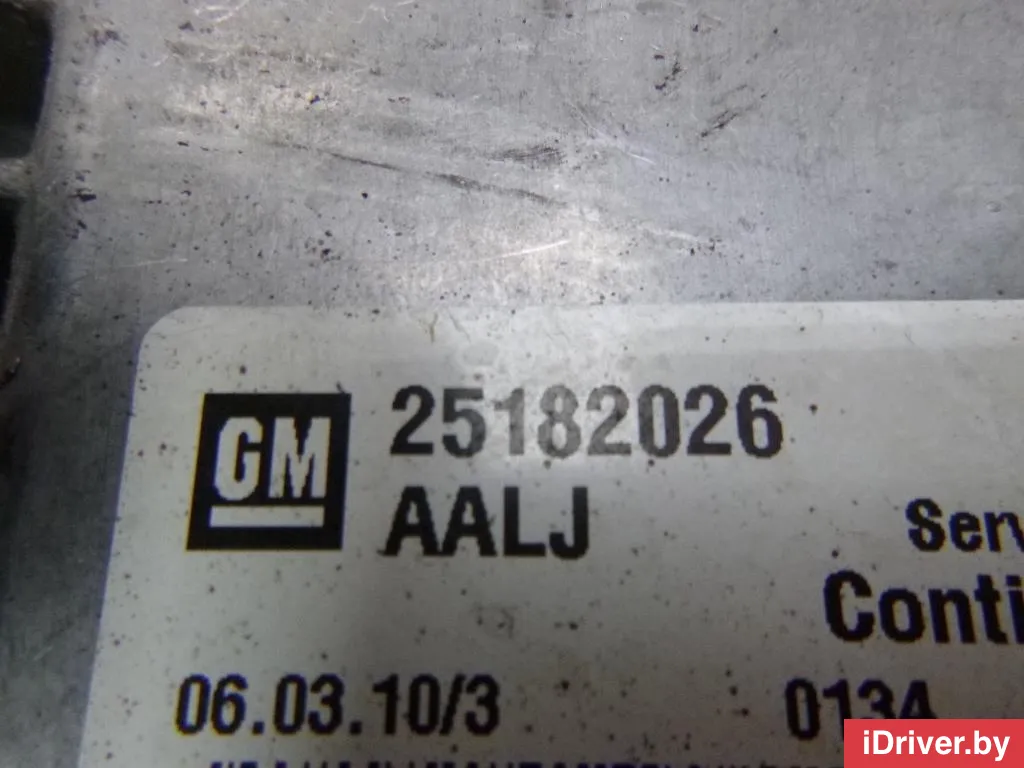 GM
25182026
AALJ
Serv
Conti
06.03.10/3
0134
iDriver.by